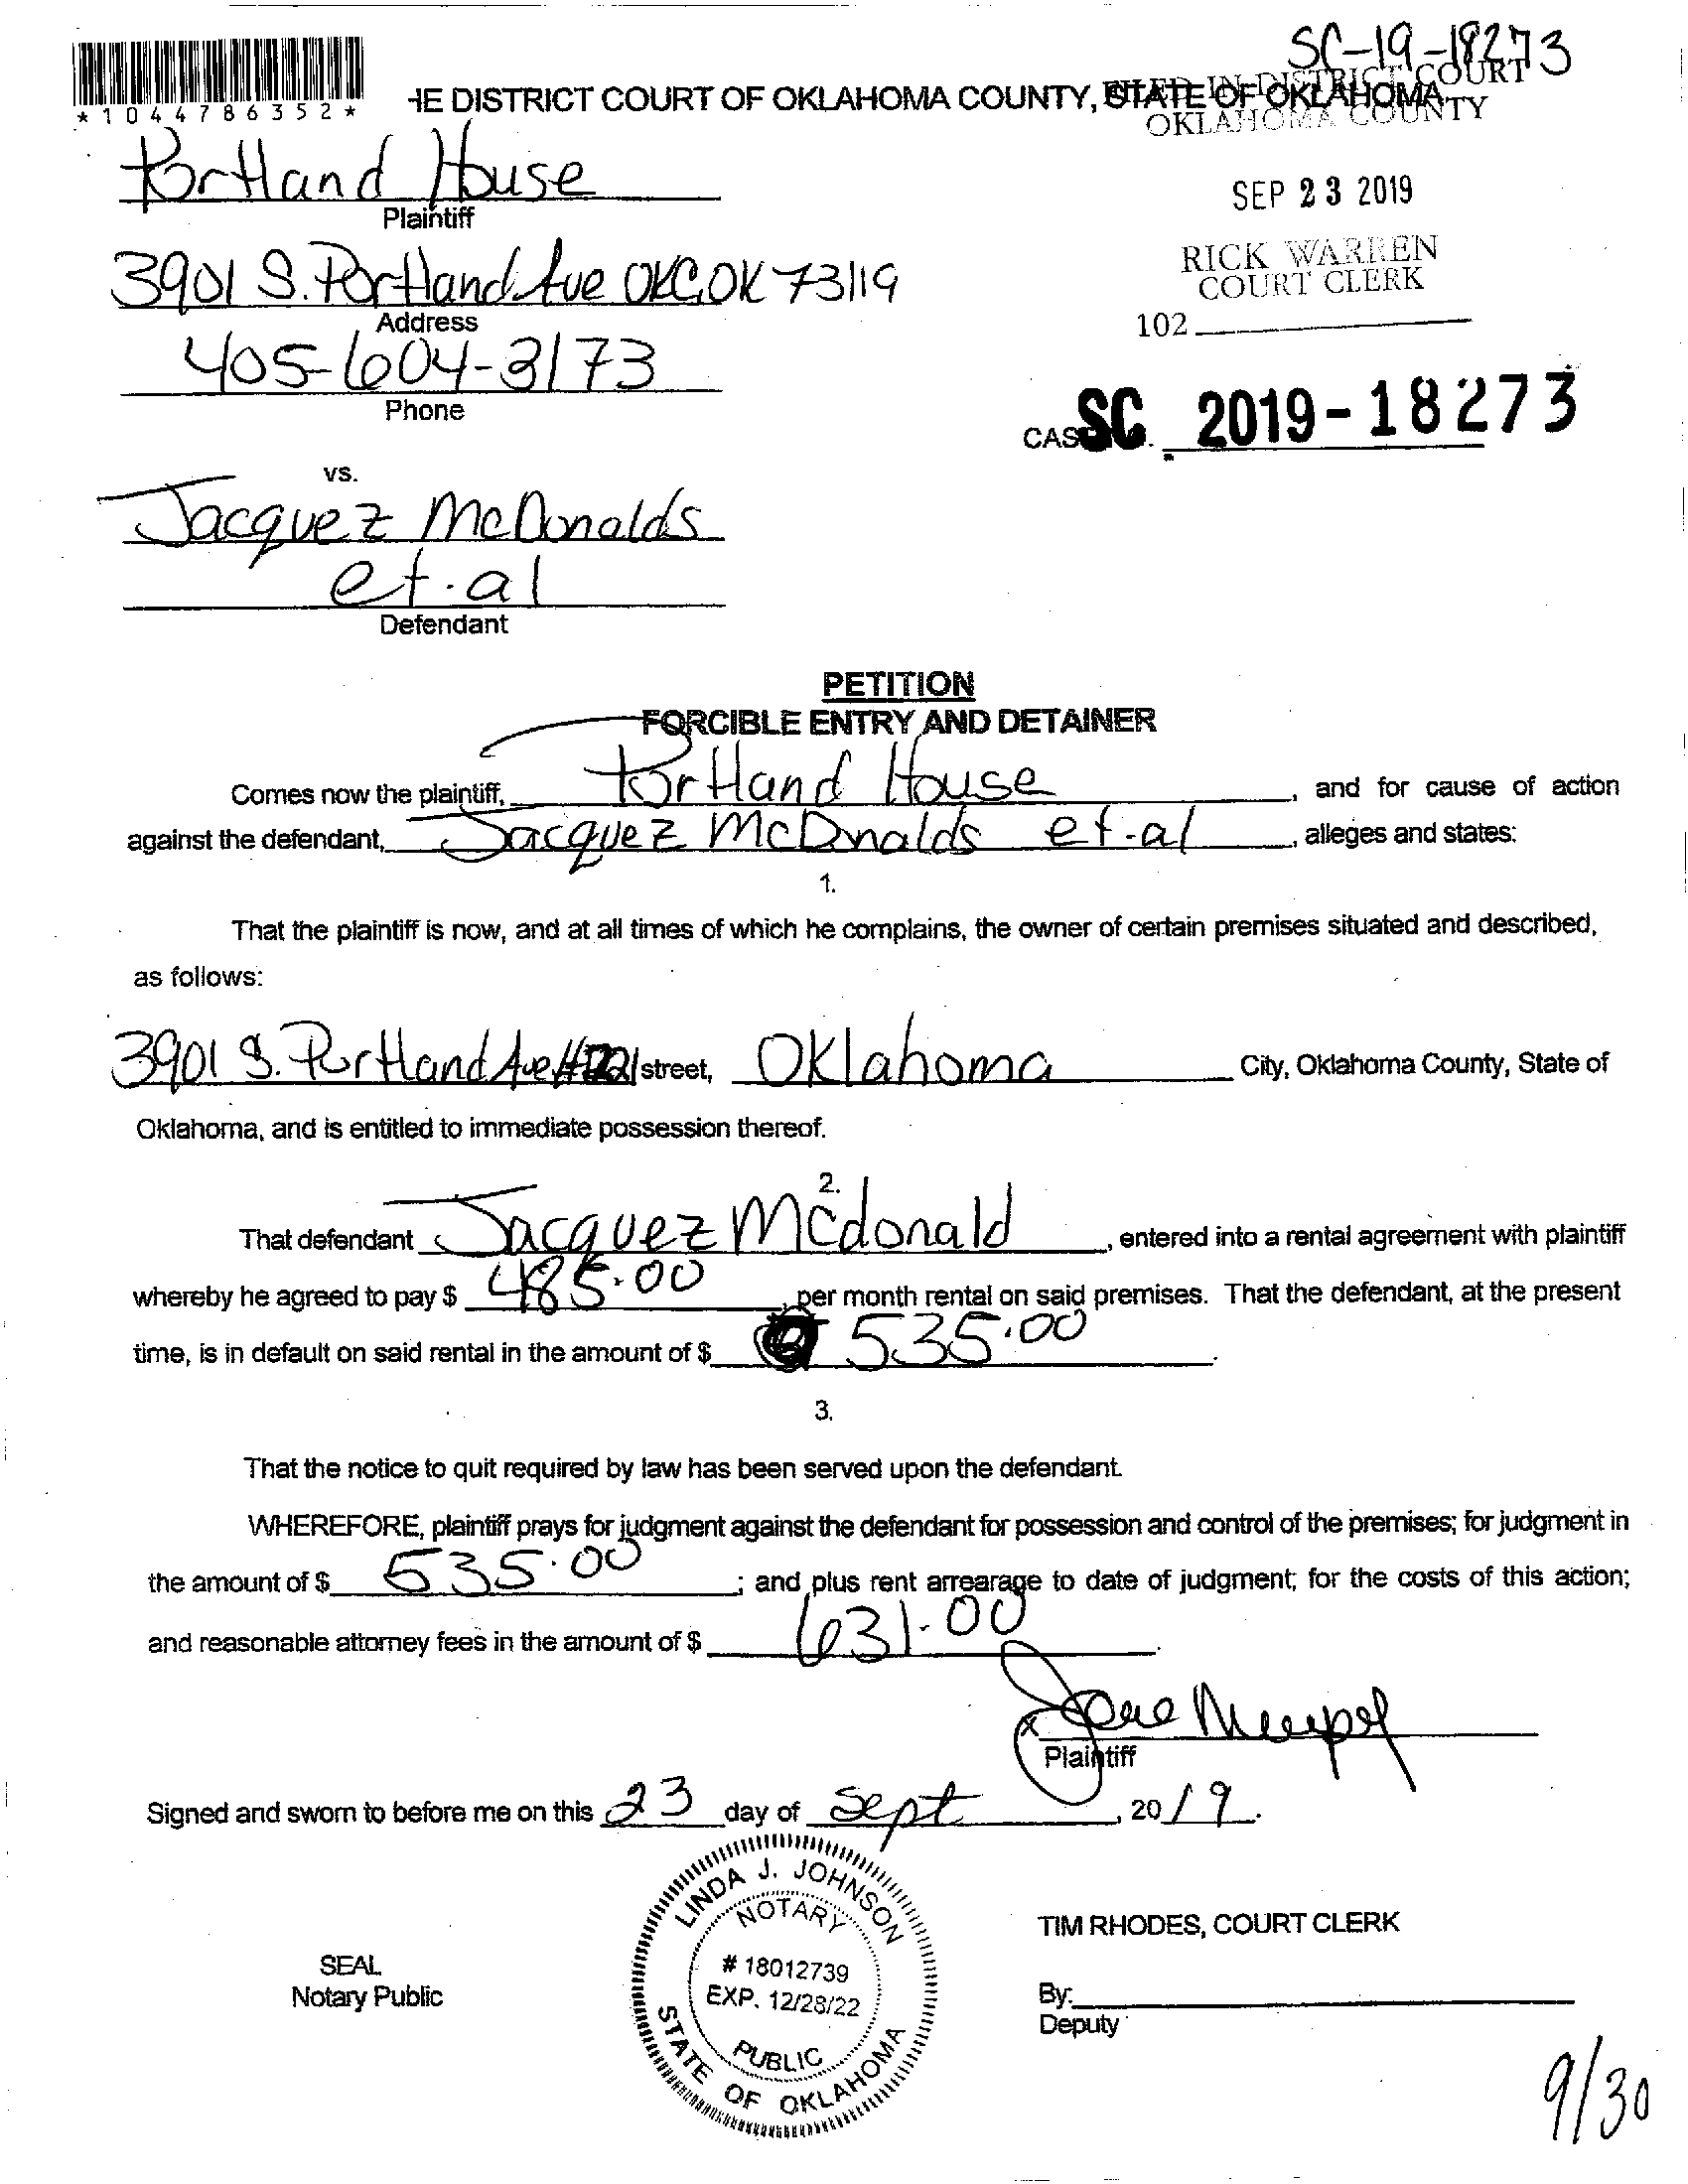 SC-19-18273
*1044786352*
HE DISTRICT COURT OF OKLAHOMA COUNTY, STATE OF OKLAHOMA
FILED IN DISTRICT COURT
OKLAHOMA COUNTY
Portland House
Plaintiff
SEP 23 2019
3901 S. Portland Ave OKC, OK 73119
Address
RICK WARREN
COURT CLERK
102
405-604-3173
Phone
CAS SC 2019-18273
vs.
Jacquez McDonalds
et.al
Defendant
PETITION
FORCIBLE ENTRY AND DETAINER
Comes now the plaintiff, Portland House, and for cause of action
against the defendant, Jacquez McDonalds et-al, alleges and states:
1.
That the plaintiff is now, and at all times of which he complains, the owner of certain premises situated and described,
as follows:
3901 S. Portland Ave street, Oklahoma City, Oklahoma County, State of
Oklahoma, and is entitled to immediate possession thereof.
2.
That defendant Jacquez Mcdonald, entered into a rental agreement with plaintiff
whereby he agreed to pay $ 485.00, per month rental on said premises. That the defendant, at the present
time, is in default on said rental in the amount of $ 535.00.
3.
That the notice to quit required by law has been served upon the defendant.
WHEREFORE, plaintiff prays for judgment against the defendant for possession and control of the premises; for judgment in
the amount of $ 535.00; and plus rent arrearage to date of judgment; for the costs of this action;
and reasonable attorney fees in the amount of $ 631.00.
x
Plaintiff
Signed and sworn to before me on this 23 day of Sept, 2019.
LINDA J. JOHNSON
NOTARY
# 18012739
EXP. 12/28/22
PUBLIC
STATE OF OKLAHOMA
SEAL
Notary Public
TIM RHODES, COURT CLERK
By:
Deputy
9/30